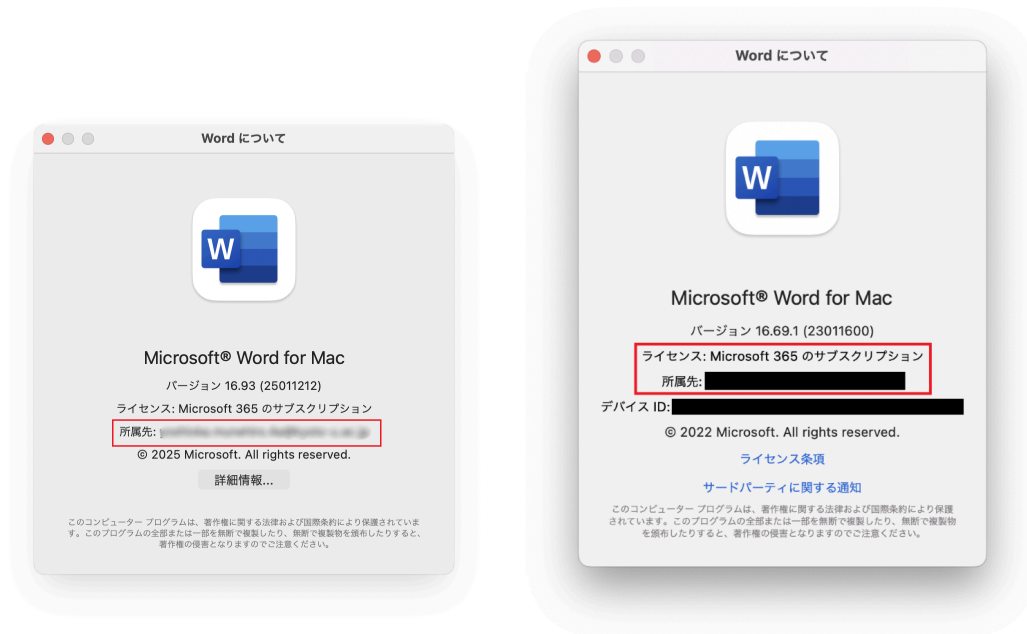 Word について
W
Microsoft® Word for Mac
バージョン 16.93 (25011212)
ライセンス: Microsoft 365 のサブスクリプション
所属先:
© 2025 Microsoft. All rights reserved.
詳細情報...
このコンピューター プログラムは、著作権に関する法律および国際条約により保護されていま
す。このプログラムの全部または一部を無断で複製したり、無断で複製物を頒布したりすると、
著作権の侵害となりますのでご注意ください。
Word について
W
Microsoft® Word for Mac
バージョン 16.69.1 (23011600)
ライセンス: Microsoft 365 のサブスクリプション
所属先:
デバイス ID:
© 2022 Microsoft. All rights reserved.
ライセンス条項
サードパーティに関する通知
このコンピューター プログラムは、著作権に関する法律および国際条約により保護
されています。このプログラムの全部または一部を無断で複製したり、無断で複製物
を頒布したりすると、著作権の侵害となりますのでご注意ください。